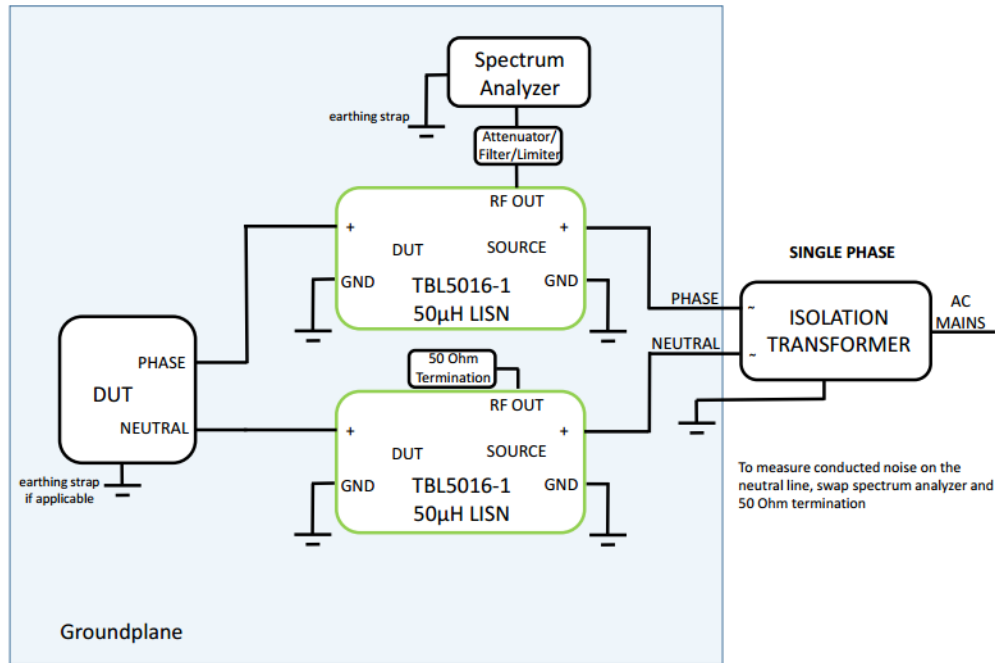 Spectrum
Analyzer
earthing strap
Attenuator/
Filter/Limiter
RF OUT
+
+
DUT
SOURCE
GND
GND
TBL5016-1
50µH LISN
SINGLE PHASE
PHASE
~
ISOLATION
TRANSFORMER
AC
MAINS
NEUTRAL
~
PHASE
DUT
NEUTRAL
earthing strap
if applicable
50 Ohm
Termination
RF OUT
+
+
DUT
SOURCE
GND
GND
TBL5016-1
50µH LISN
To measure conducted noise on the
neutral line, swap spectrum analyzer and
50 Ohm termination
Groundplane